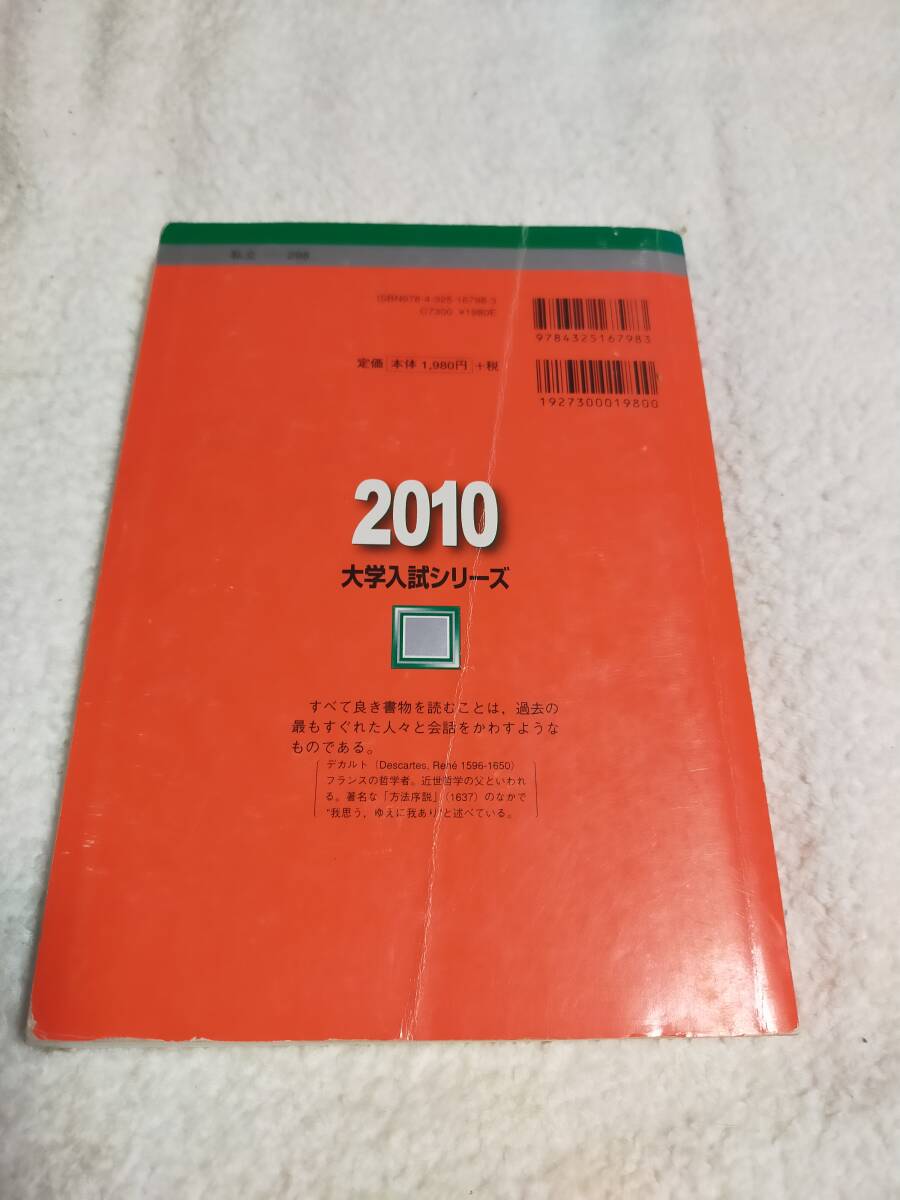 私立 298
ISBN978-4-325-16798-3
C7300 ¥1980E
9784325167983
定価 本体 1,980円 +税
1927300019800
2010
大学入試シリーズ
すべて良き書物を読むことは，過去の
最もすぐれた人々と会話をかわすような
ものである。
デカルト（Descartes, René 1596-1650）
フランスの哲学者。近世哲学の父といわれ
る。著名な「方法序説」（1637）のなかで
“我思う，ゆえに我あり”と述べている。